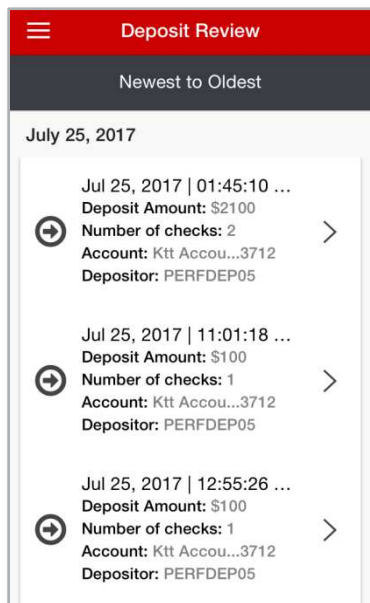 Deposit Review
Newest to Oldest
July 25, 2017
Jul 25, 2017 | 01:45:10 ...
Deposit Amount: $2100
Number of checks: 2
Account: Ktt Accou...3712
Depositor: PERFDEP05
Jul 25, 2017 | 11:01:18 ...
Deposit Amount: $100
Number of checks: 1
Account: Ktt Accou...3712
Depositor: PERFDEP05
Jul 25, 2017 | 12:55:26 ...
Deposit Amount: $100
Number of checks: 1
Account: Ktt Accou...3712
Depositor: PERFDEP05